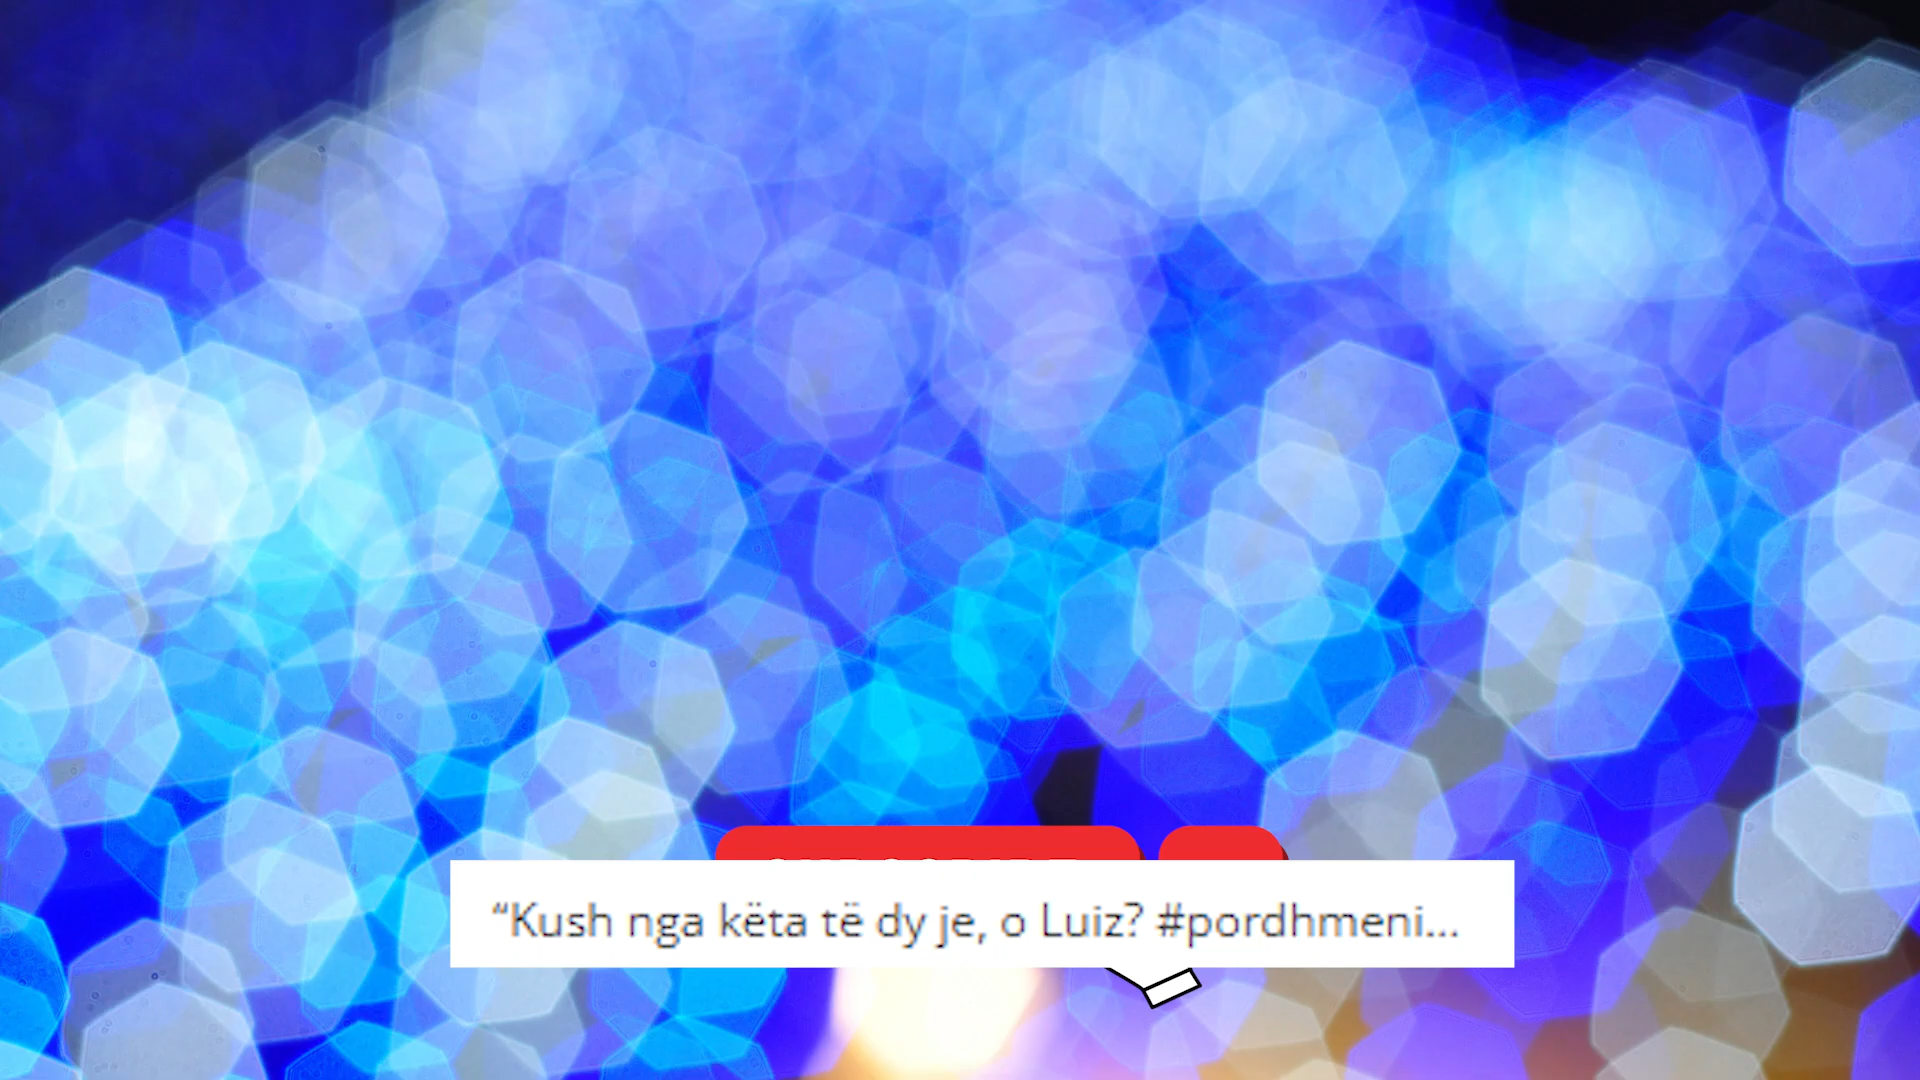 “Kush nga këta të dy je, o Luiz? #pordhmeni...